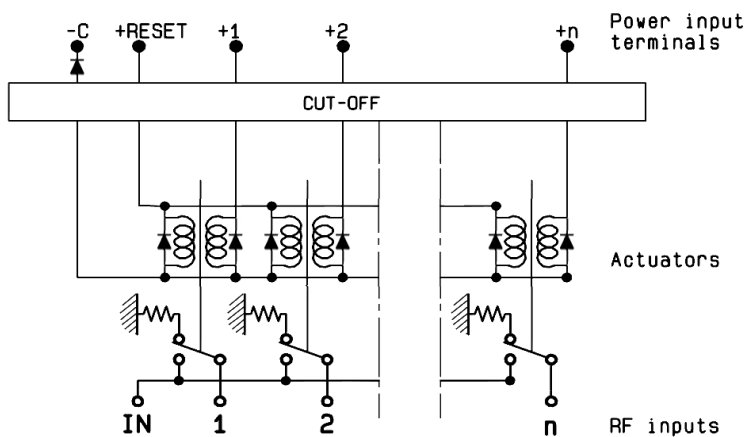 -C +RESET +1 +2 +n Power input
terminals
CUT-OFF
Actuators
IN 1 2 n RF inputs